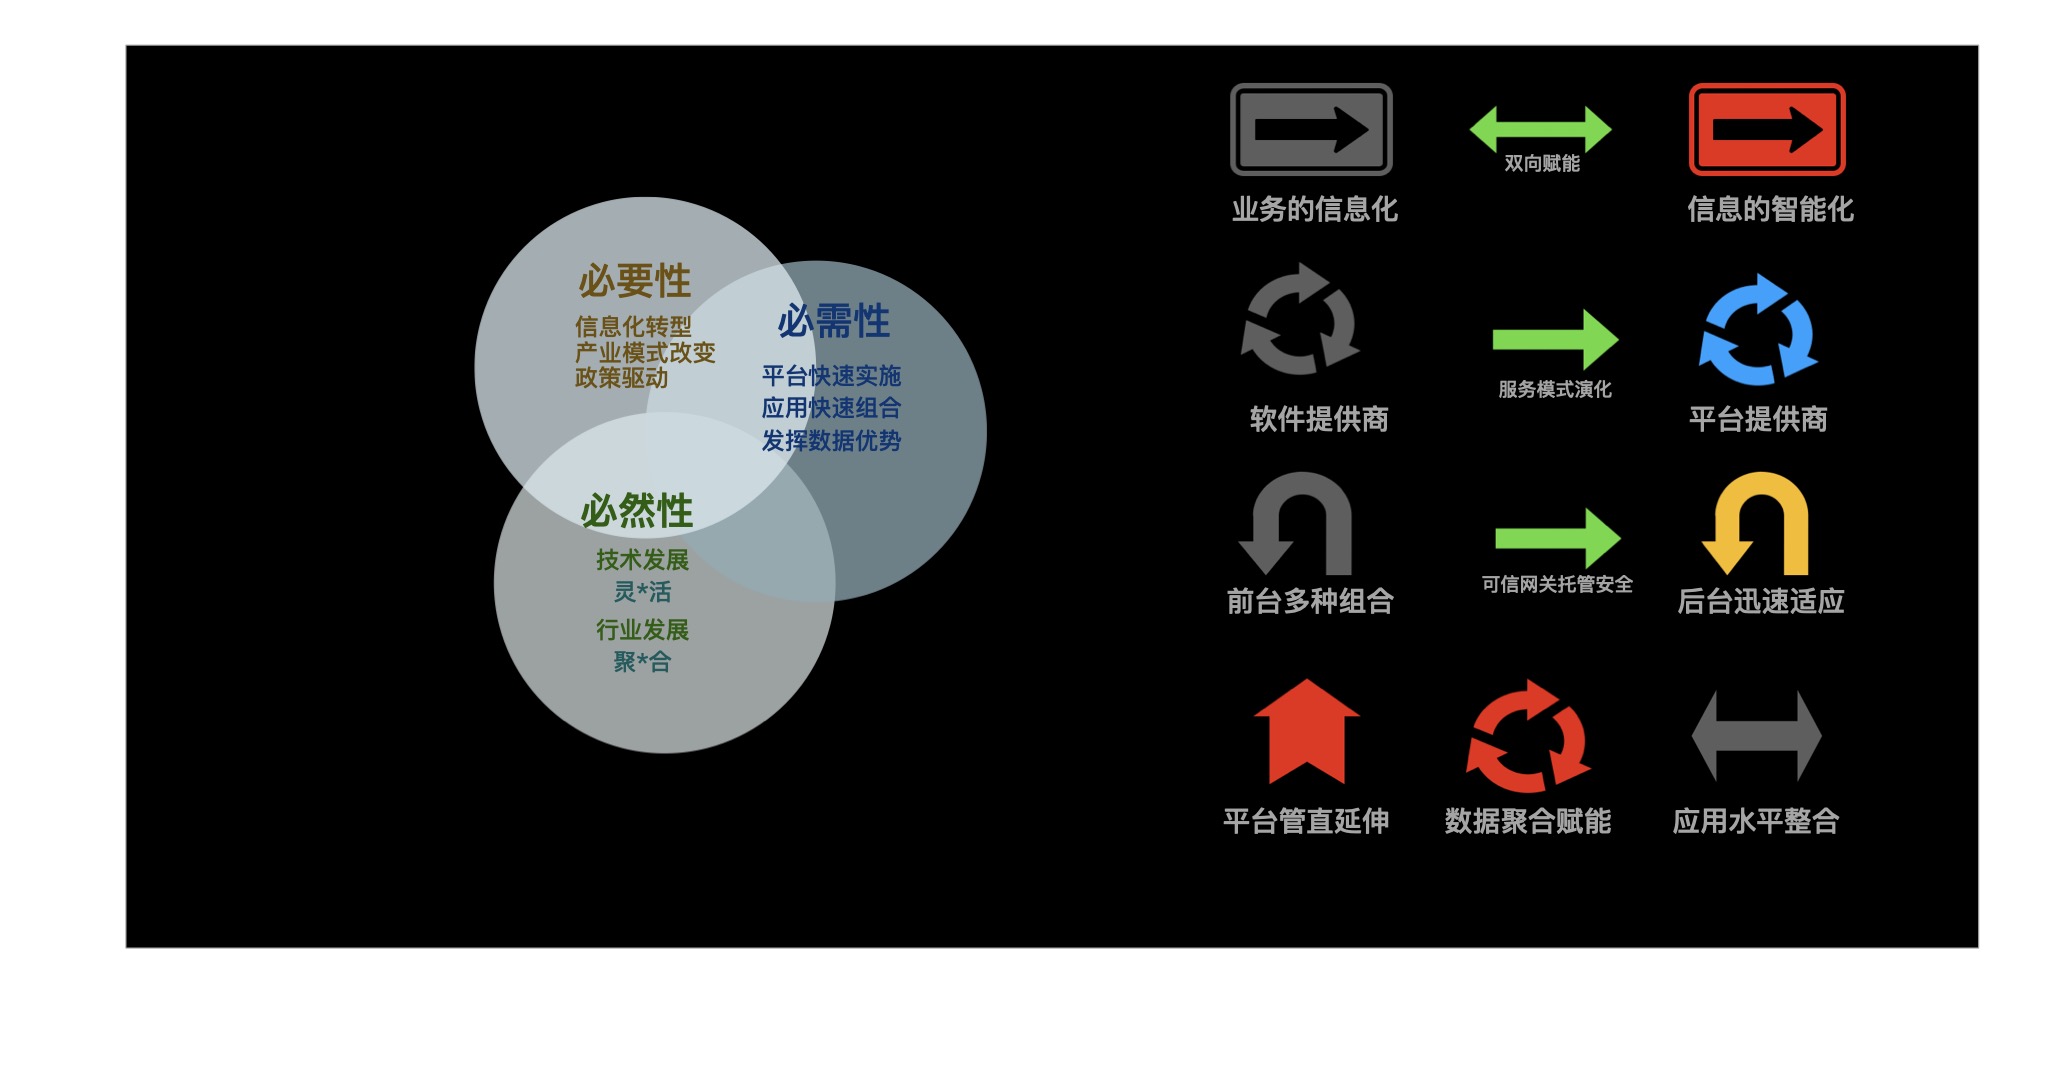 必要性
信息化转型
产业模式改变
政策驱动
必需性
平台快速实施
应用快速组合
发挥数据优势
必然性
技术发展
灵*活
行业发展
聚*合
双向赋能
业务的信息化
信息的智能化
服务模式演化
软件提供商
平台提供商
可信网关托管安全
前台多种组合
后台迅速适应
平台管直延伸
数据聚合赋能
应用水平整合